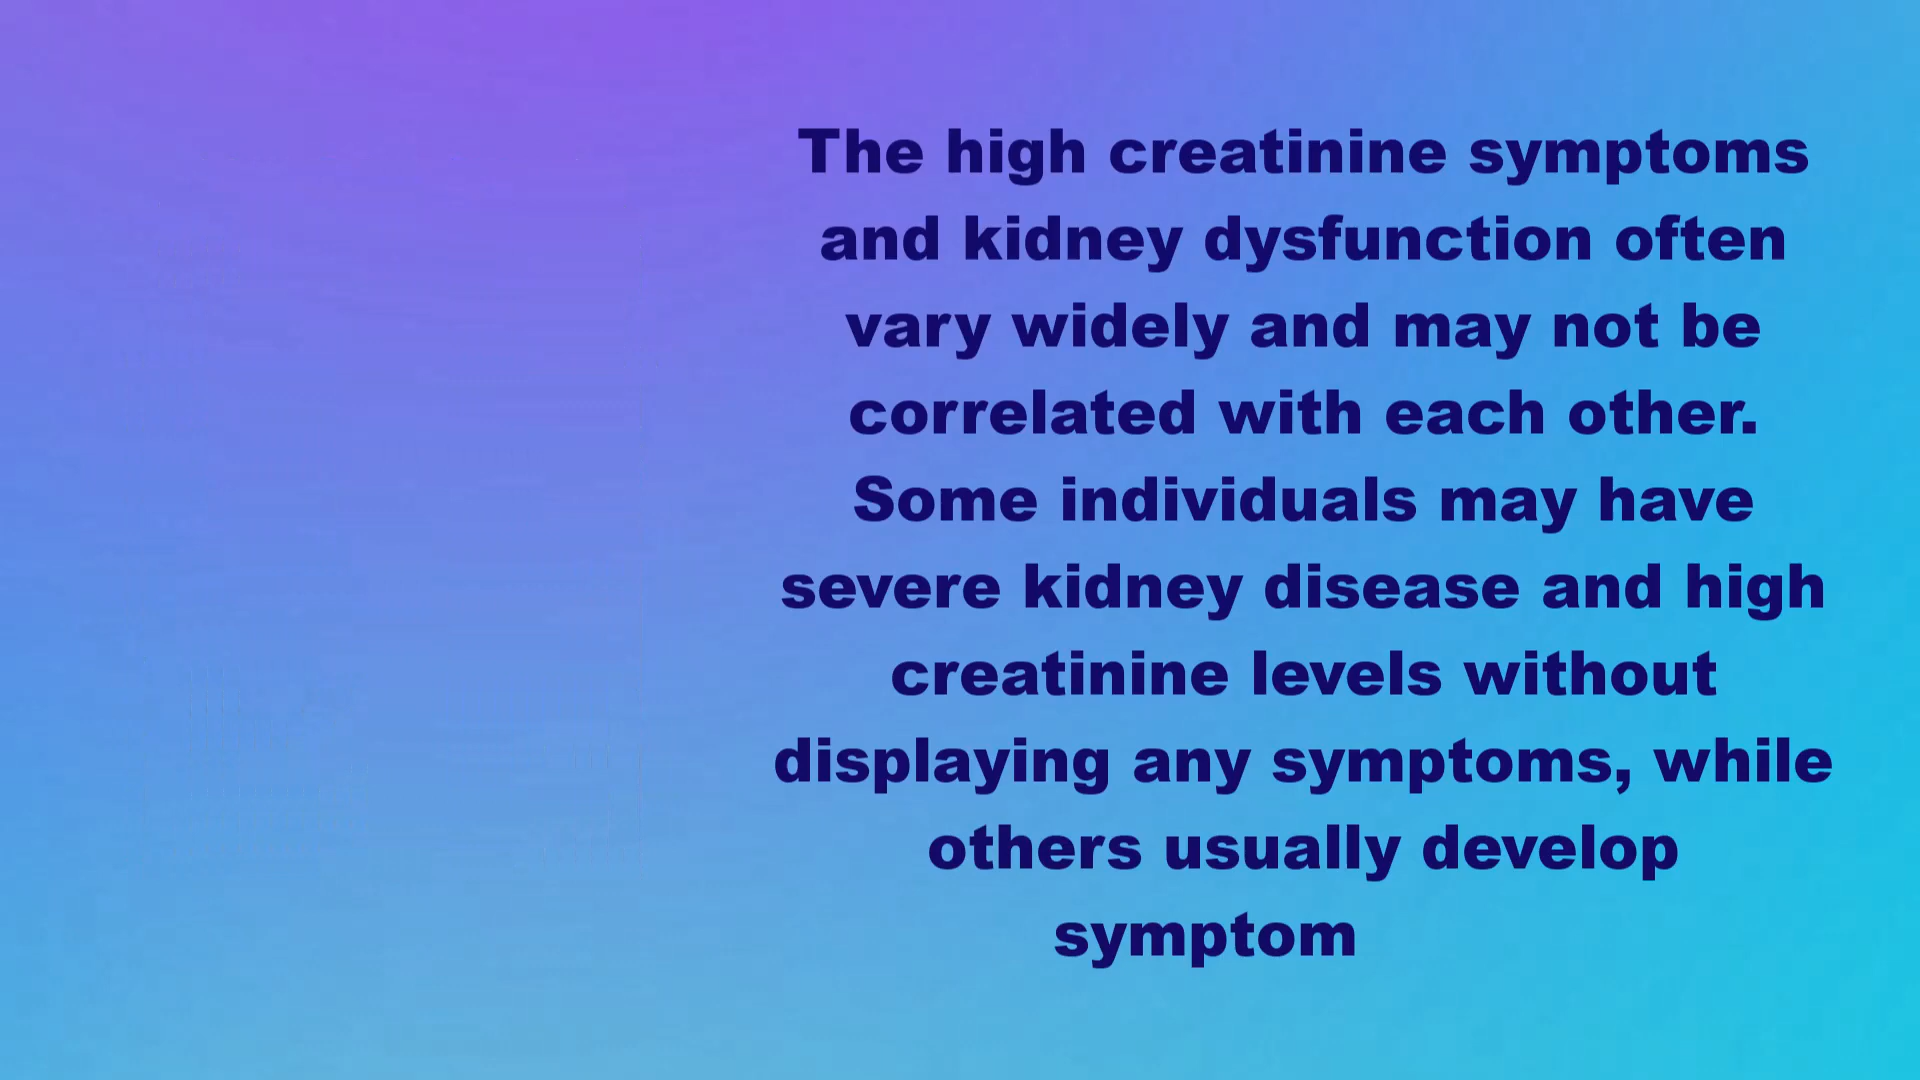 The high creatinine symptoms
and kidney dysfunction often
vary widely and may not be
correlated with each other.
Some individuals may have
severe kidney disease and high
creatinine levels without
displaying any symptoms, while
others usually develop
symptom